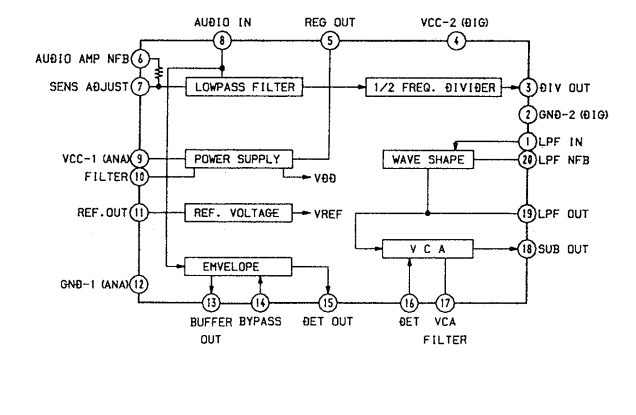 AUDIO IN
REG OUT
VCC-2 (DIG)
8
5
4
AUDIO AMP NFB
6
SENS ADJUST
7
LOWPASS FILTER
1/2 FREQ. DIVIDER
3
DIV OUT
2
GND-2 (DIG)
1
LPF IN
VCC-1 (ANA)
9
POWER SUPPLY
WAVE SHAPE
20
LPF NFB
FILTER
10
VDD
REF.OUT
11
REF. VOLTAGE
VREF
19
LPF OUT
VCA
18
SUB OUT
EMVELOPE
GND-1 (ANA)
12
13
14
15
16
17
BUFFER OUT
BYPASS
DET OUT
DET
VCA FILTER